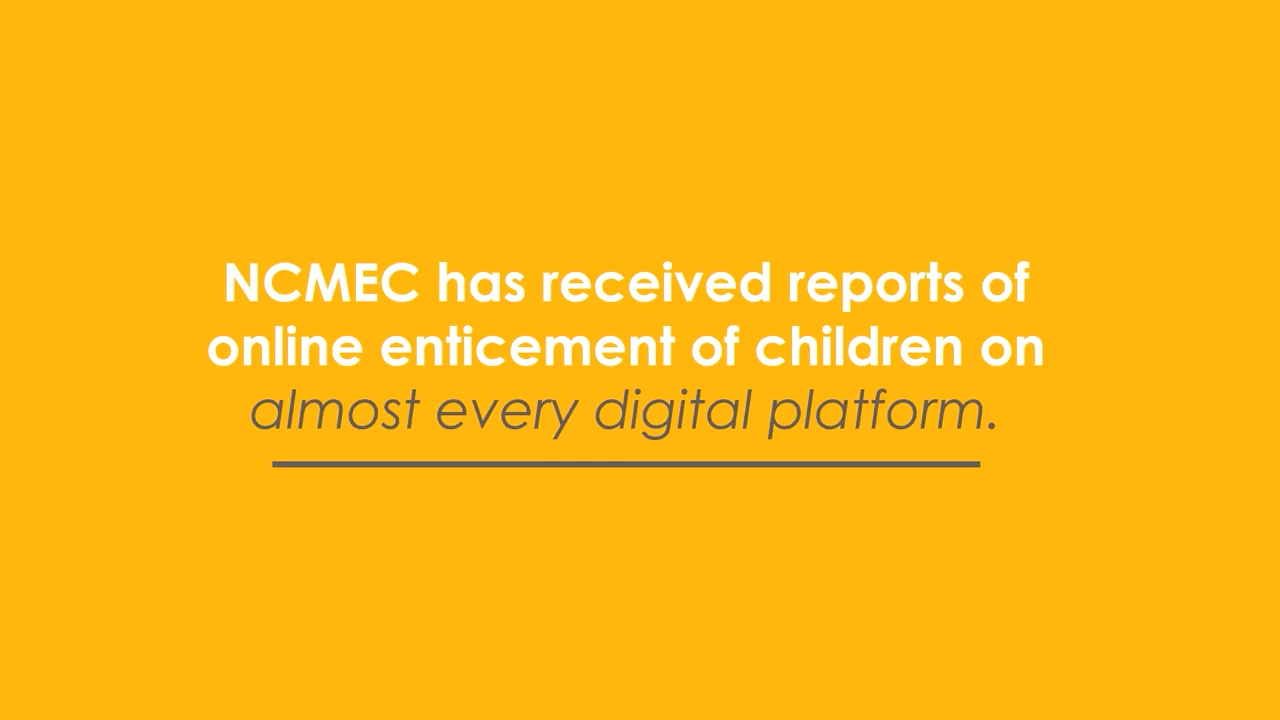 NCMEC has received reports of
online enticement of children on
almost every digital platform.